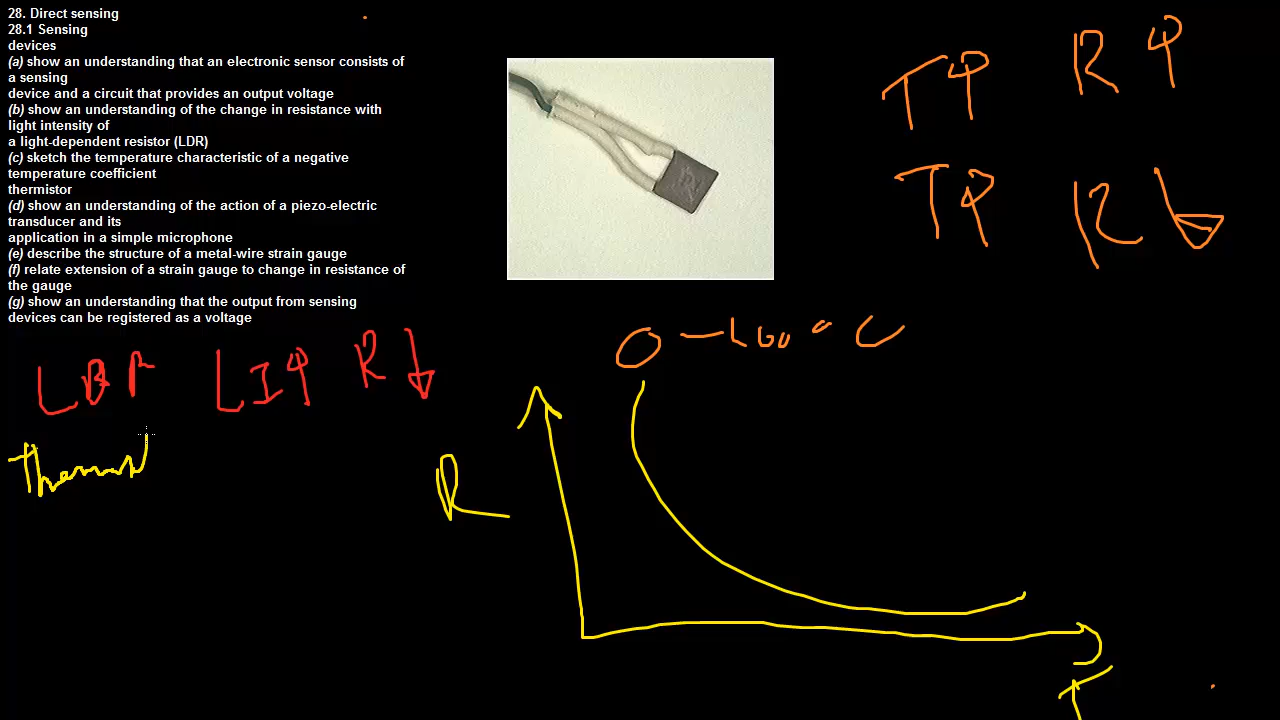 28. Direct sensing
28.1 Sensing
devices
(a) show an understanding that an electronic sensor consists of
a sensing
device and a circuit that provides an output voltage
(b) show an understanding of the change in resistance with
light intensity of
a light-dependent resistor (LDR)
(c) sketch the temperature characteristic of a negative
temperature coefficient
thermistor
(d) show an understanding of the action of a piezo-electric
transducer and its
application in a simple microphone
(e) describe the structure of a metal-wire strain gauge
(f) relate extension of a strain gauge to change in resistance of
the gauge
(g) show an understanding that the output from sensing
devices can be registered as a voltage
T↑ R↑
T↑ R↓
0-100°C
LDR LI↑ R↓
R
T